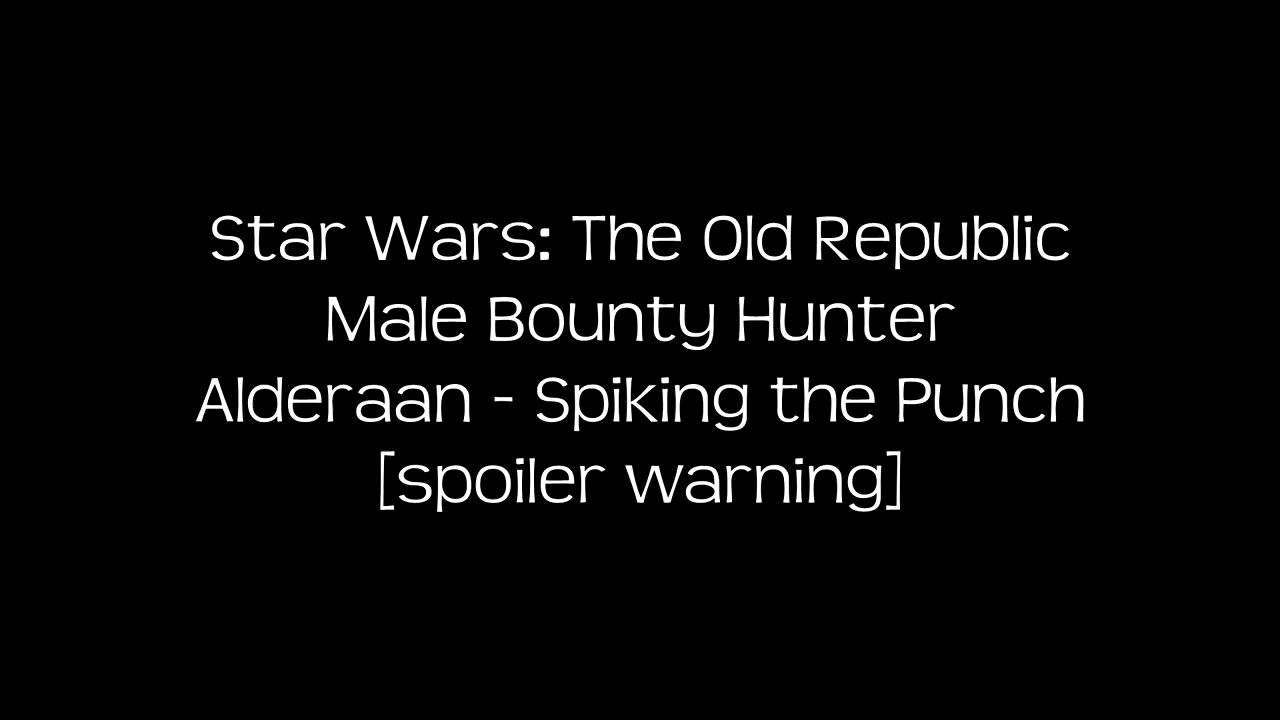 Star Wars: The Old Republic
Male Bounty Hunter
Alderaan - Spiking the Punch
[spoiler warning]